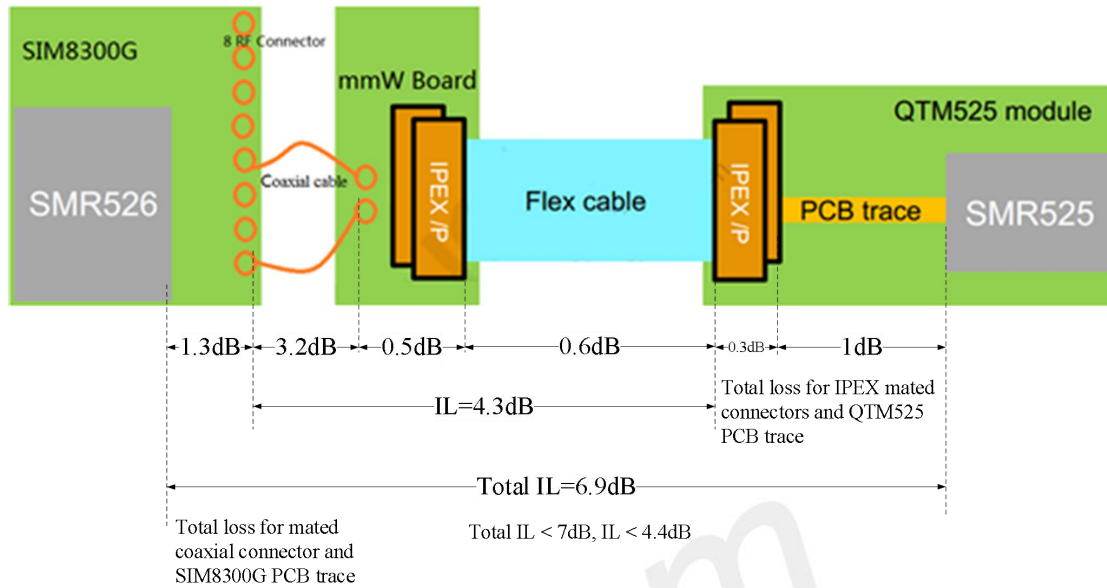 SIM8300G
8 RF Connector
mmW Board
QTM525 module
SMR526
Coaxial cable
IPEX /P
Flex cable
IPEX /P
PCB trace
SMR525
1.3dB
3.2dB
0.5dB
0.6dB
0.3dB
1dB
IL=4.3dB
Total loss for IPEX mated
connectors and QTM525
PCB trace
Total IL=6.9dB
Total loss for mated
coaxial connector and
SIM8300G PCB trace
Total IL < 7dB, IL < 4.4dB